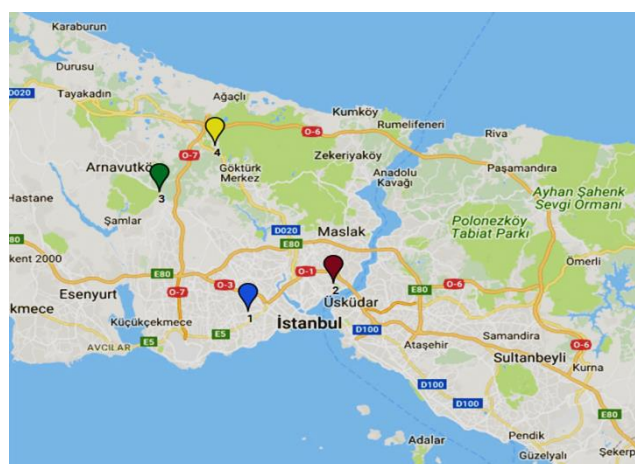 Karaburun
Durusu
D020
Tayakadın
Ağaçlı
Kumköy
O-6
Rumelifeneri
Riva
4
O-7
Zekeriyaköy
Arnavutkö
Göktürk
Merkez
Anadolu
Kavağı
Paşamandıra
Hastane
3
Ayhan Şahenk
Sevgi Ormanı
Şamlar
D020
Maslak
Polonezköy
Tabiat Parkı
80
E80
kent 2000
E80
O-3
O-1
2
E80
O-6
Ömerli
Esenyurt
O-7
Üsküdar
kmece
Küçükçekmece
1
İstanbul
D100
E5
E5
AVCILAR
Ataşehir
Samandıra
Sultanbeyli
O-6
Kurna
D100
D100
E80
Adalar
Pendik
Güzelyalı
Şekerp